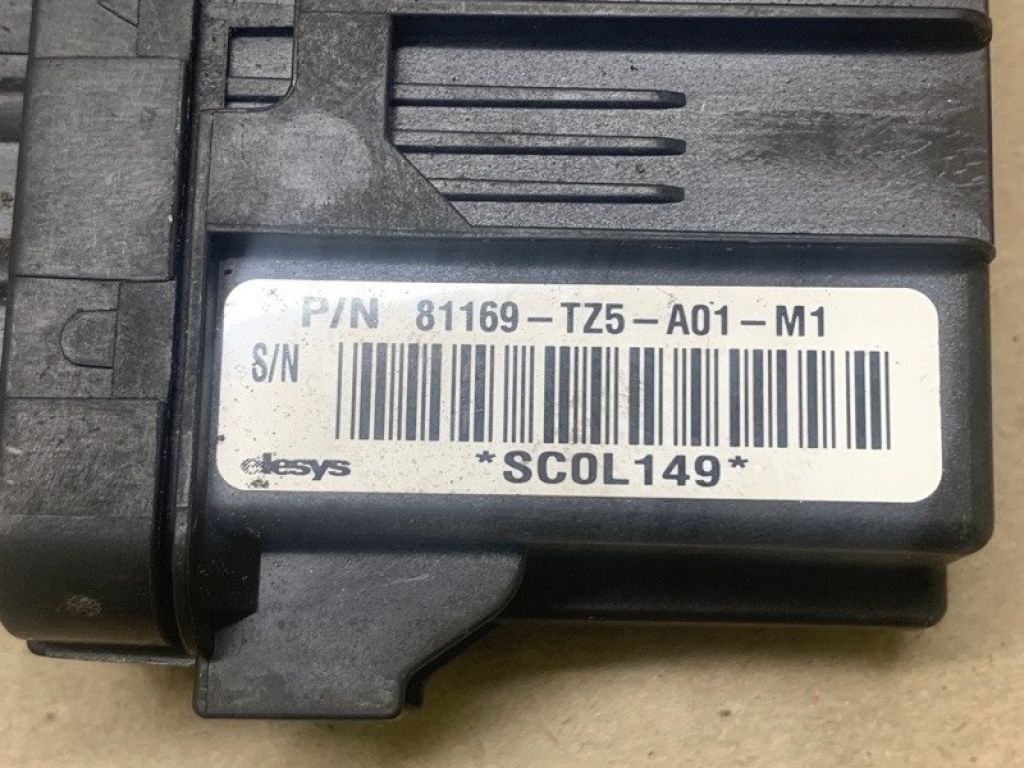 P/N 81169-TZ5-A01-M1
S/N
elesys *SC0L149*